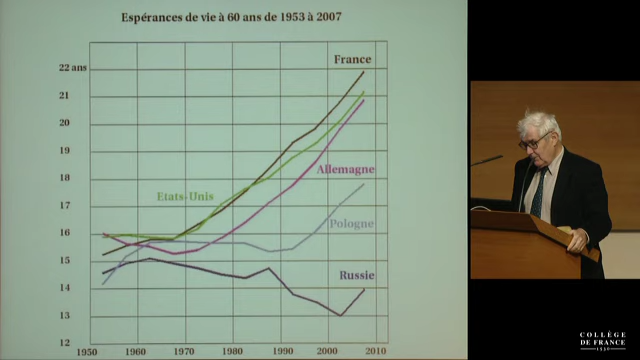 Espérances de vie à 60 ans de 1953 à 2007
22 ans
21
20
19
18
17
16
15
14
13
12
1950
1960
1970
1980
1990
2000
2010
France
Allemagne
Etats-Unis
Pologne
Russie
COLLÈGE
DE FRANCE
1530